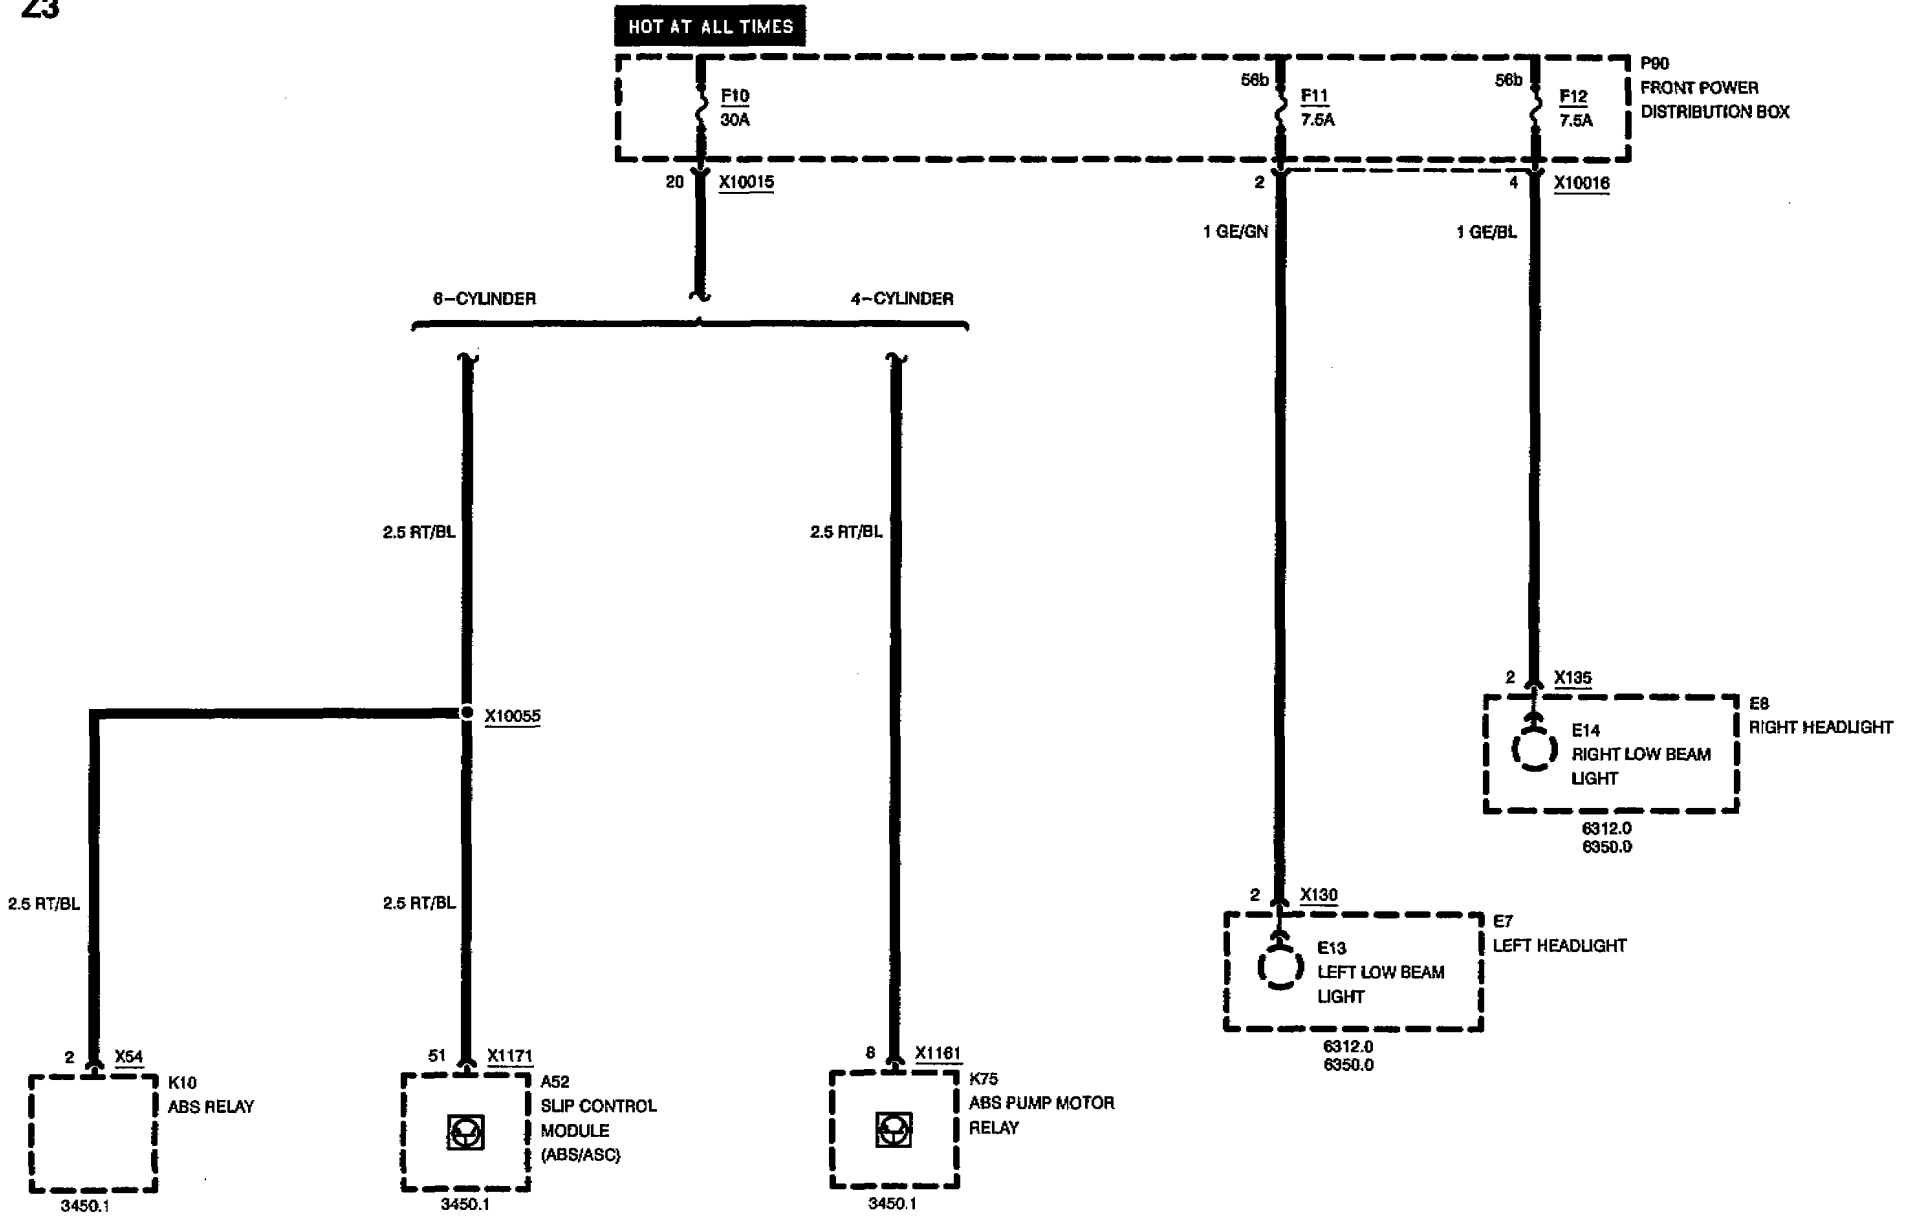 Z3
HOT AT ALL TIMES
P90
FRONT POWER
DISTRIBUTION BOX
F10
30A
56b
F11
7.5A
56b
F12
7.5A
20 X10015
2
4 X10016
1 GE/GN
1 GE/BL
6-CYLINDER
4-CYLINDER
2.5 RT/BL
2.5 RT/BL
X10055
2 X135
E8
RIGHT HEADLIGHT
E14
RIGHT LOW BEAM
LIGHT
6312.0
6350.0
2.5 RT/BL
2.5 RT/BL
2 X130
E7
LEFT HEADLIGHT
E13
LEFT LOW BEAM
LIGHT
6312.0
6350.0
2 X54
K10
ABS RELAY
3450.1
51 X1171
A52
SLIP CONTROL
MODULE
(ABS/ASC)
3450.1
8 X1161
K75
ABS PUMP MOTOR
RELAY
3450.1